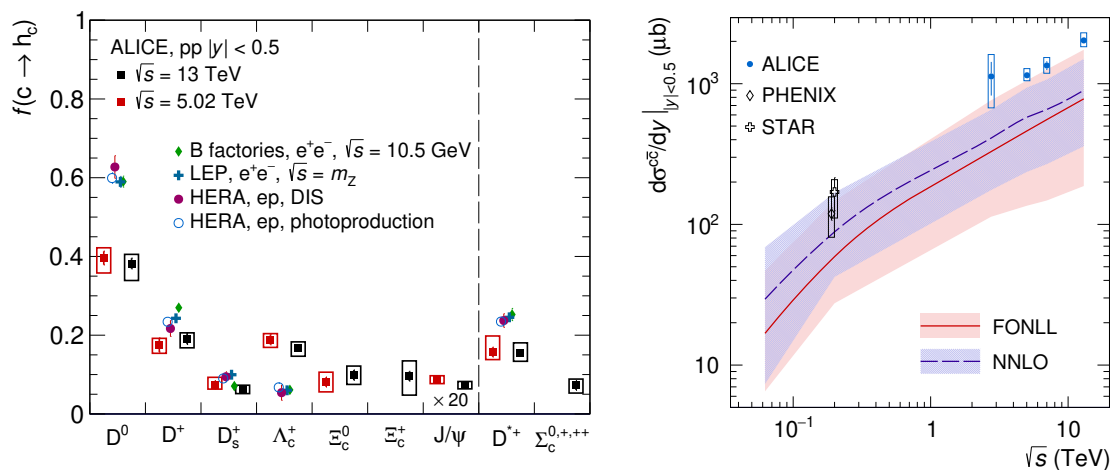 ALICE, pp |y| < 0.5
√s = 13 TeV
√s = 5.02 TeV
B factories, e⁺e⁻, √s = 10.5 GeV
LEP, e⁺e⁻, √s = m_Z
HERA, ep, DIS
HERA, ep, photoproduction
f(c → h_c)
1
0.8
0.6
0.4
0.2
0
× 20
D⁰ D⁺ D_s⁺ Λ_c⁺ Ξ_c⁰ Ξ_c⁺ J/ψ D*⁺ Σ_c^{0,+,++}
dσ^{cc̄}/dy|_{|y|<0.5} (μb)
10³
10²
10
ALICE
PHENIX
STAR
FONLL
NNLO
10⁻¹ 1 10
√s (TeV)